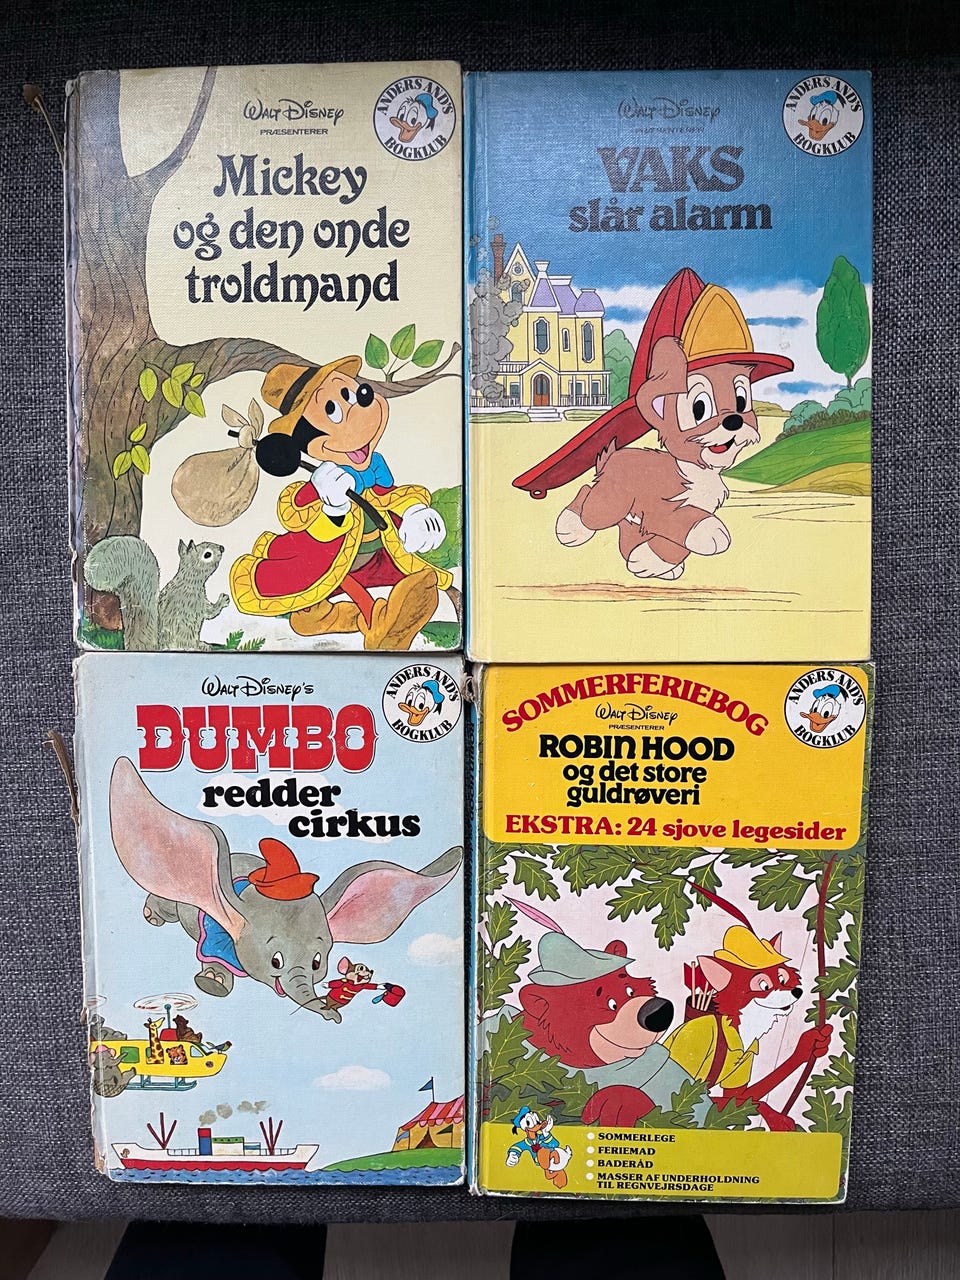 WALT DISNEY
PRÆSENTERER
ANDERS AND'S
BOGKLUB
Mickey
og den onde
troldmand
WALT DISNEY
PRÆSENTERER
ANDERS AND'S
BOGKLUB
VAKS
slår alarm
WALT DISNEY'S
ANDERS AND'S
BOGKLUB
DUMBO
redder
cirkus
SOMMERFERIEBOG
WALT DISNEY
PRÆSENTERER
ANDERS AND'S
BOGKLUB
ROBIN HOOD
og det store
guldrøveri
EKSTRA: 24 sjove legesider
SOMMERLEGE
FERIEMAD
BADERÅD
MASSER AF UNDERHOLDNING
TIL REGNVEJRSDAGE